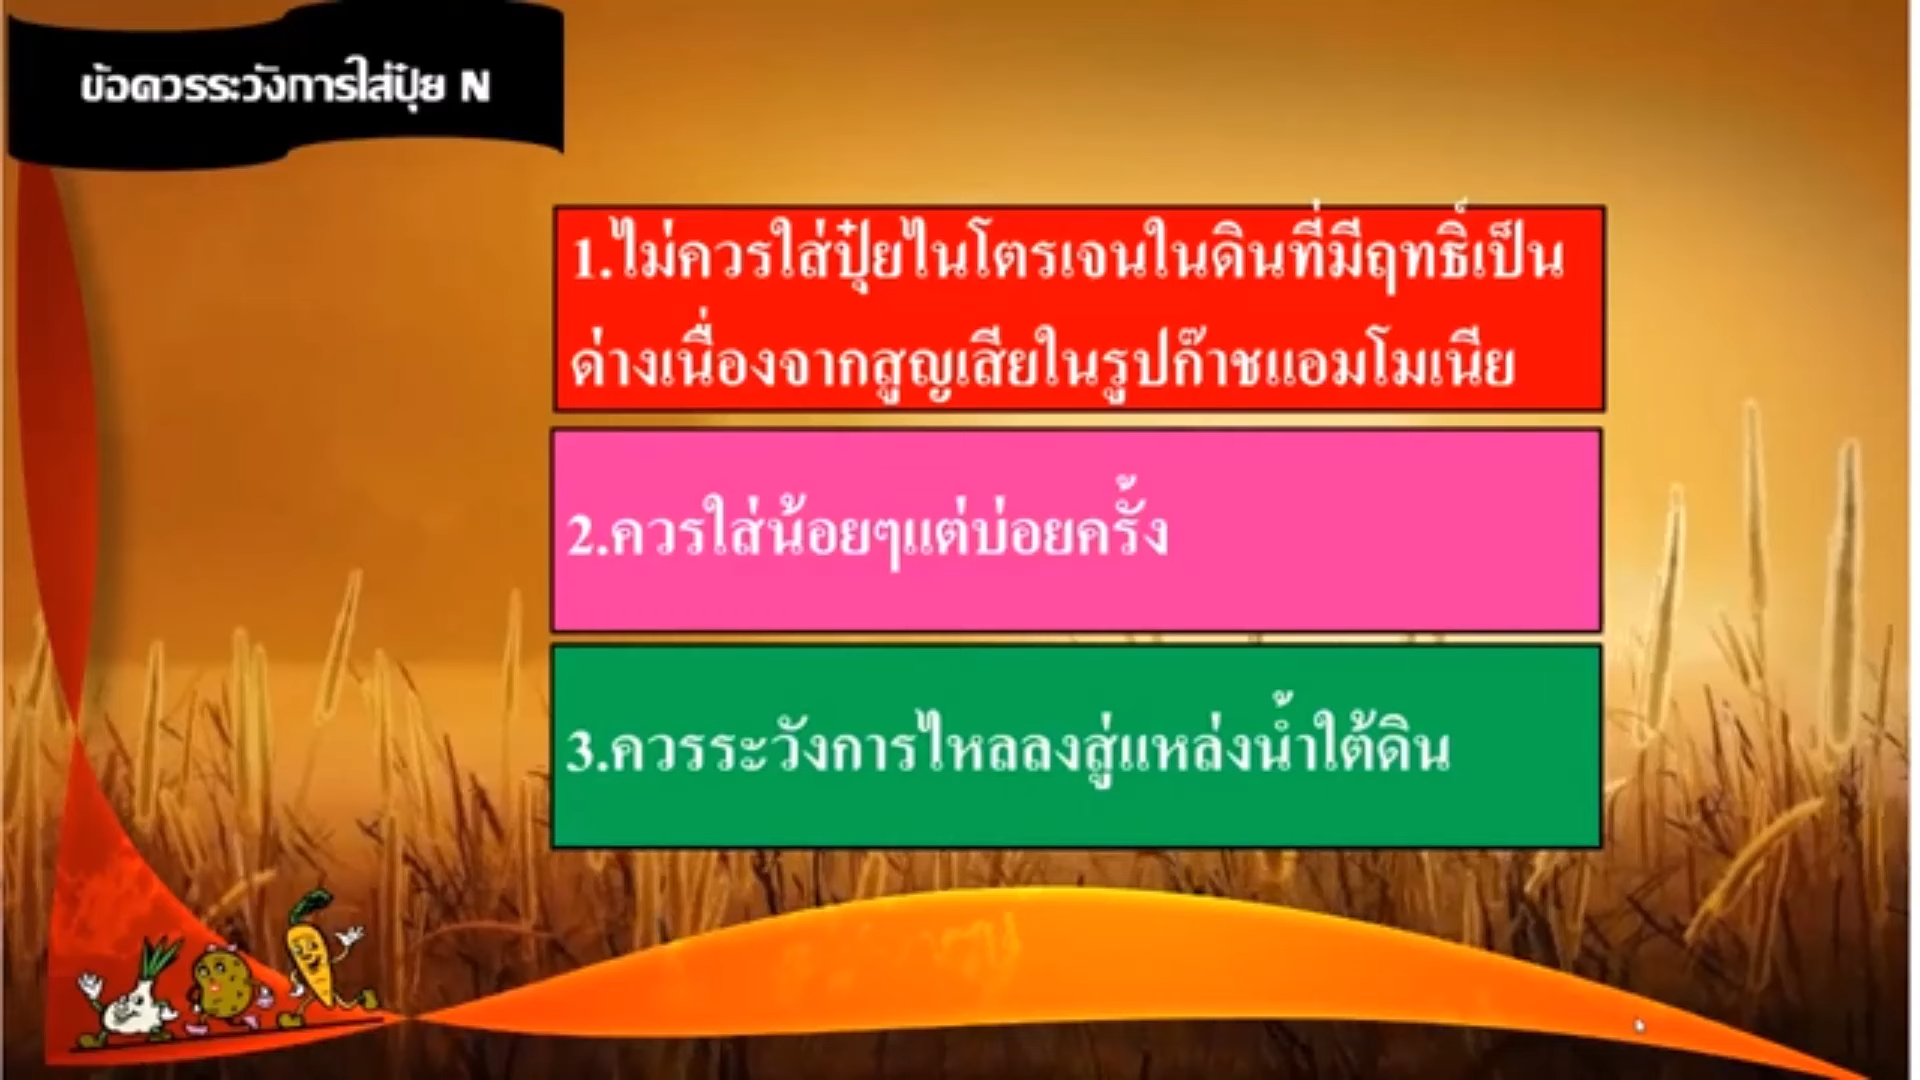 ข้อควรระวังการใส่ปุ๋ย N
1.ไม่ควรใส่ปุ๋ยไนโตรเจนในดินที่มีฤทธิ์เป็น
ด่างเนื่องจากสูญเสียในรูปก๊าซแอมโมเนีย
2.ควรใส่น้อยๆแต่บ่อยครั้ง
3.ควรระวังการไหลลงสู่แหล่งน้ำใต้ดิน